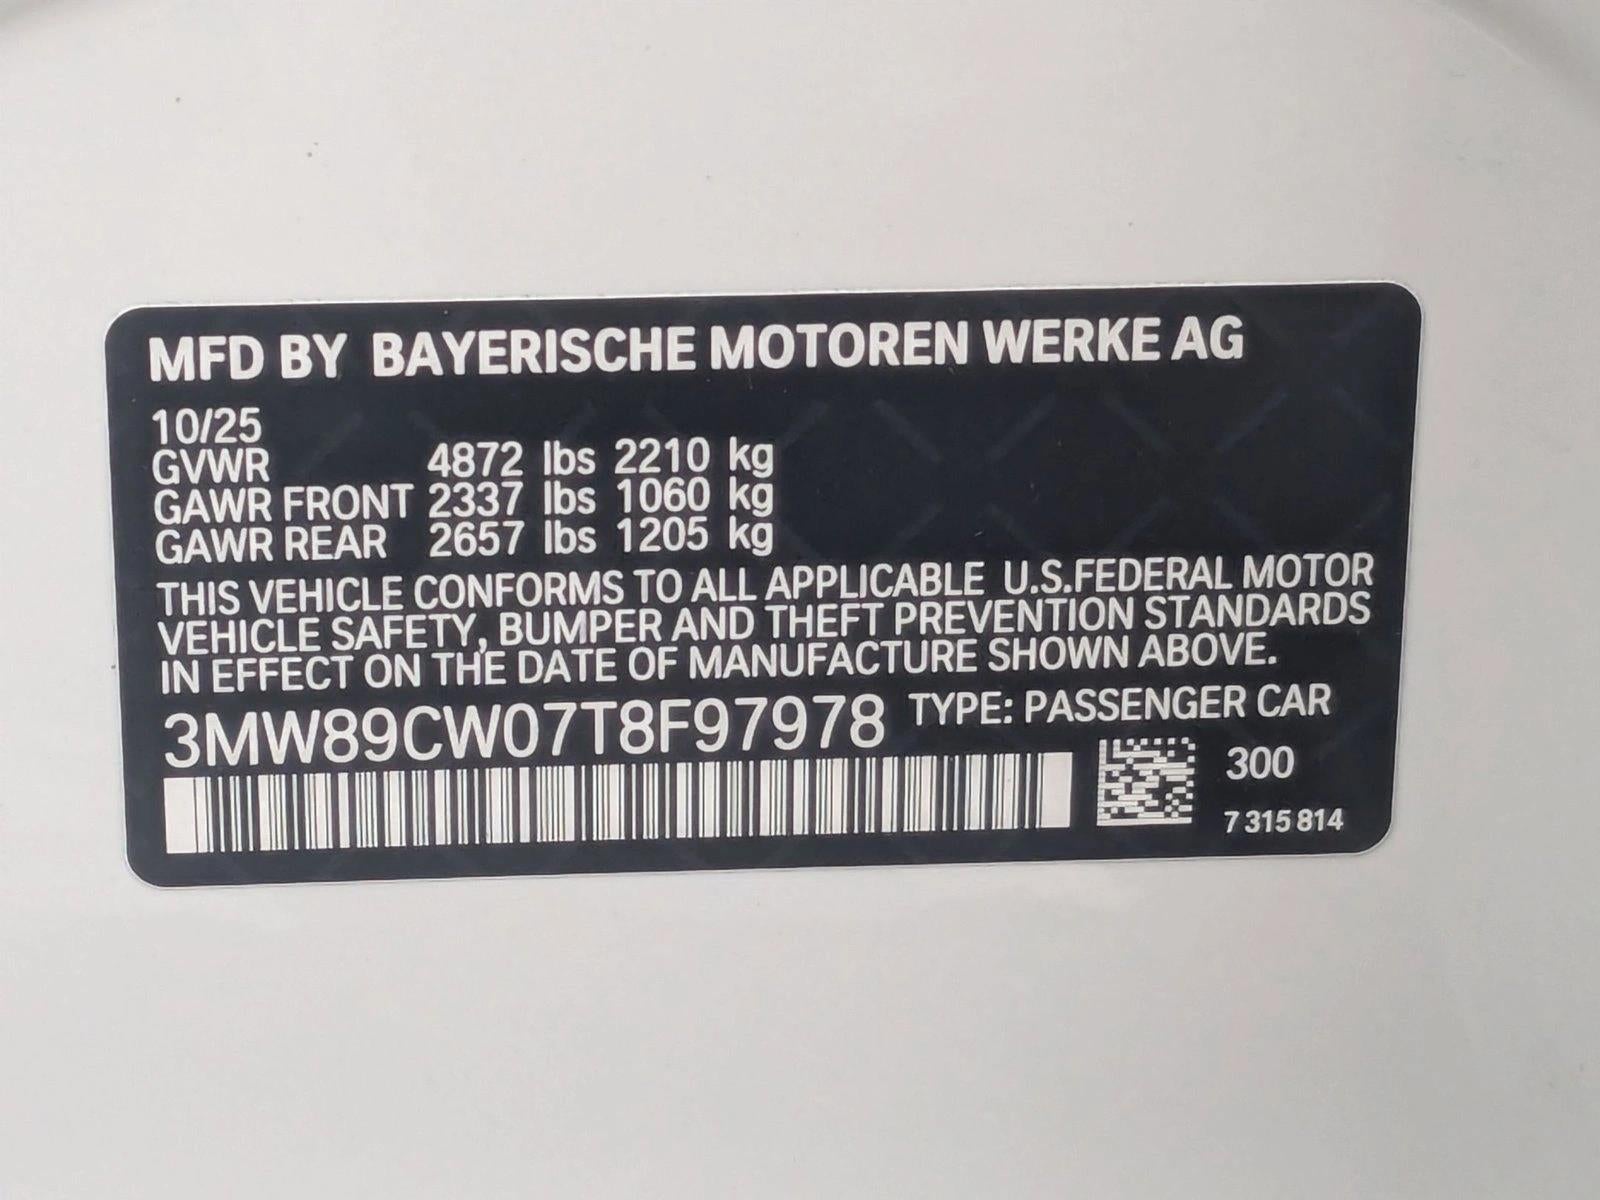 MFD BY BAYERISCHE MOTOREN WERKE AG
10/25
GVWR 4872 lbs 2210 kg
GAWR FRONT 2337 lbs 1060 kg
GAWR REAR 2657 lbs 1205 kg
THIS VEHICLE CONFORMS TO ALL APPLICABLE U.S.FEDERAL MOTOR
VEHICLE SAFETY, BUMPER AND THEFT PREVENTION STANDARDS
IN EFFECT ON THE DATE OF MANUFACTURE SHOWN ABOVE.
3MW89CW07T8F97978 TYPE: PASSENGER CAR
300
7 315 814